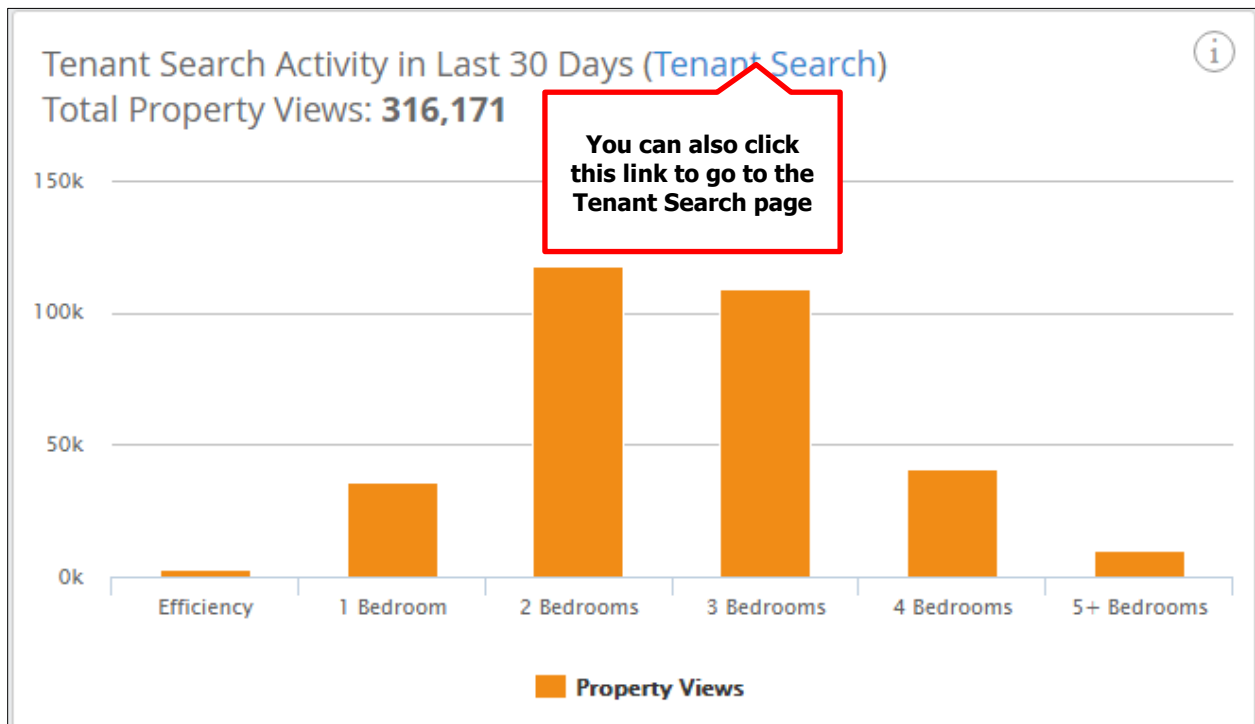 Tenant Search Activity in Last 30 Days (Tenant Search)
Total Property Views: 316,171
i
You can also click
this link to go to the
Tenant Search page
150k
100k
50k
0k
Efficiency
1 Bedroom
2 Bedrooms
3 Bedrooms
4 Bedrooms
5+ Bedrooms
Property Views